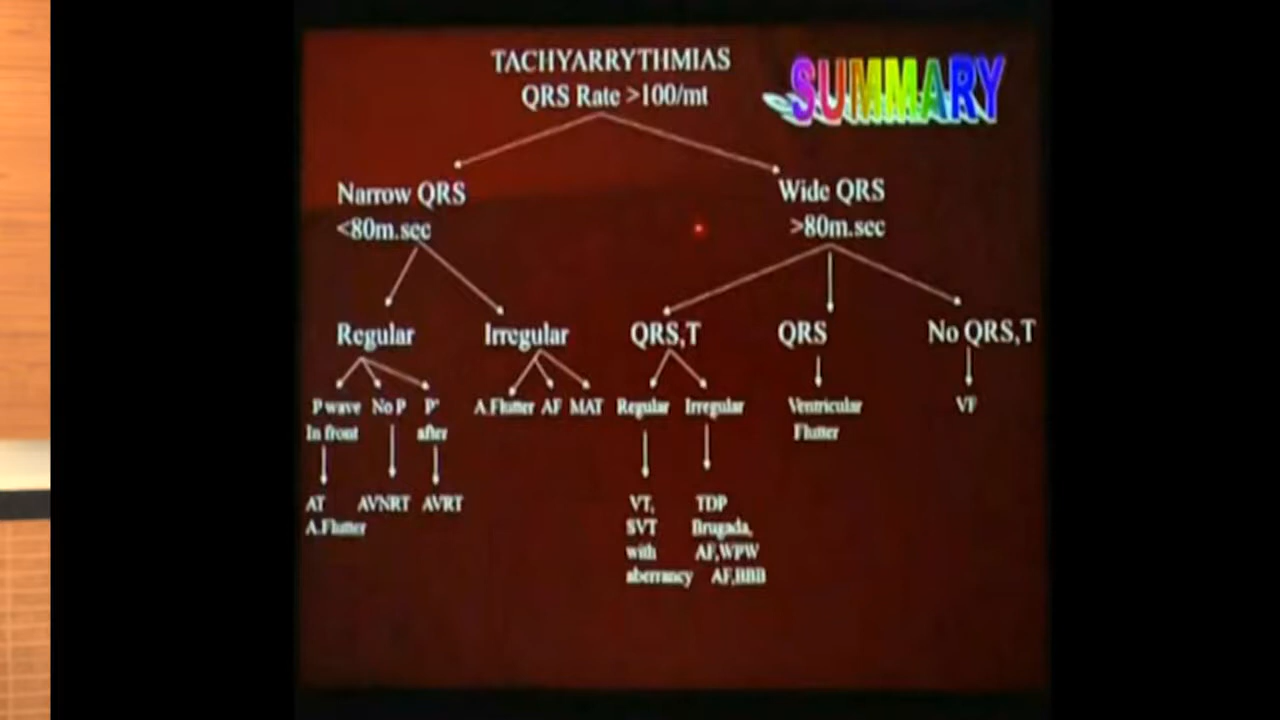 TACHYARRYTHMIAS
QRS Rate >100/mt
SUMMARY
Narrow QRS
<80m.sec
Wide QRS
>80m.sec
Regular
Irregular
QRS,T
QRS
No QRS,T
P wave
In front
No P
P'
after
A.Flutter
AF
MAT
Regular
Irregular
Ventricular
Flutter
VF
AT
A.Flutter
AVNRT
AVRT
VT,
SVT
with
aberrancy
TDP
Brugada,
AF,WPW
AF,BBB